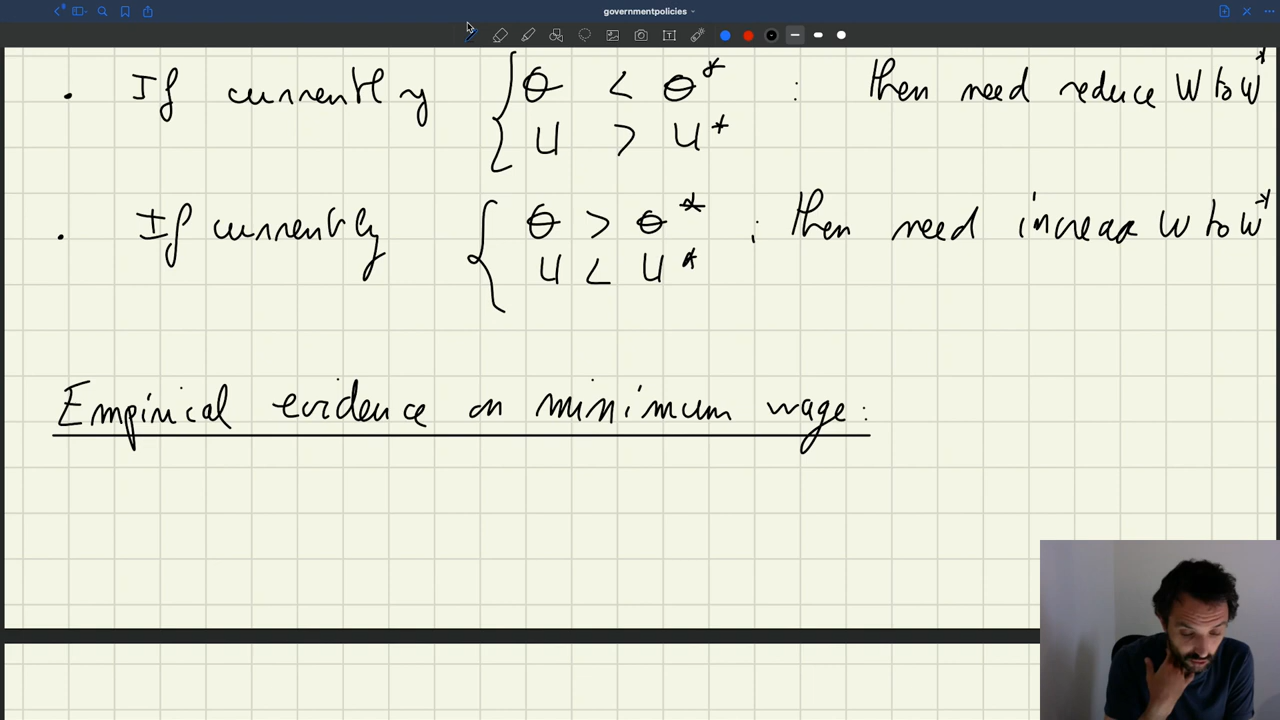 governmentpolicies
. If currently { θ < θ* : then need reduce W to W*
U > U*
. If currently { θ > θ* ; then need increase W to W*
U < U*
Empirical evidence on minimum wage: